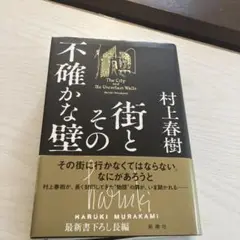 村上春樹
街と
その
不確かな壁
The City
and
Its Uncertain Walls
Haruki Murakami
その街に行かなくてはならない。
なにがあろうと
村上春樹が、長く封印してきた「物語」の扉が、いま開かれる——
Haruki
HARUKI MURAKAMI
最新書下ろし長編
新潮社